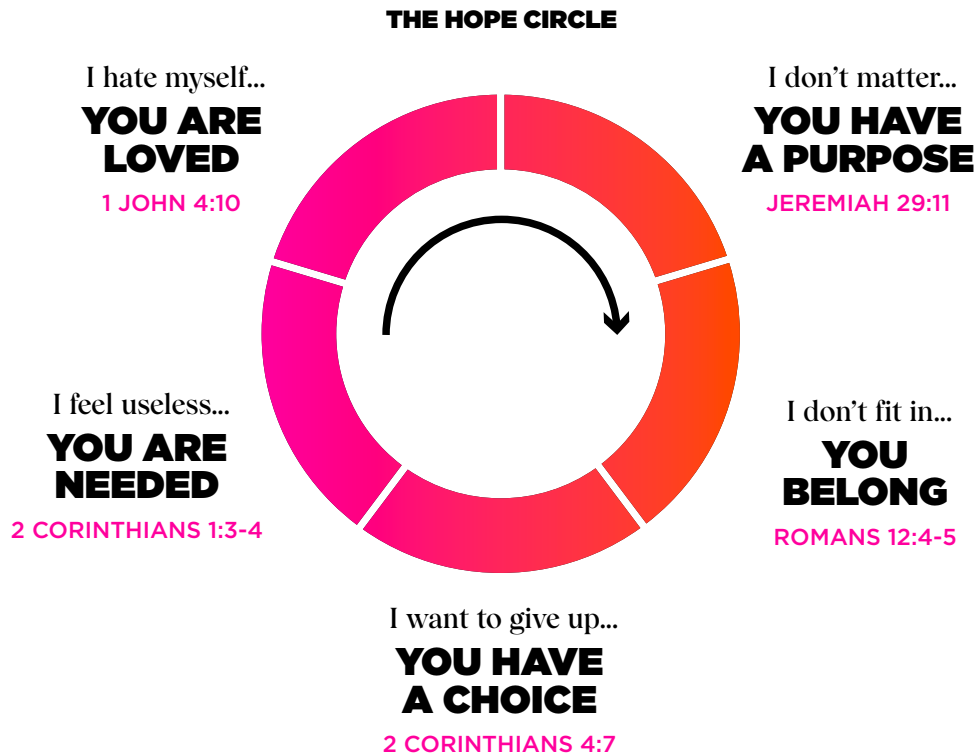 THE HOPE CIRCLE
I hate myself...
YOU ARE
LOVED
1 JOHN 4:10
I don’t matter...
YOU HAVE
A PURPOSE
JEREMIAH 29:11
I don’t fit in...
YOU
BELONG
ROMANS 12:4-5
I want to give up...
YOU HAVE
A CHOICE
2 CORINTHIANS 4:7
I feel useless...
YOU ARE
NEEDED
2 CORINTHIANS 1:3-4